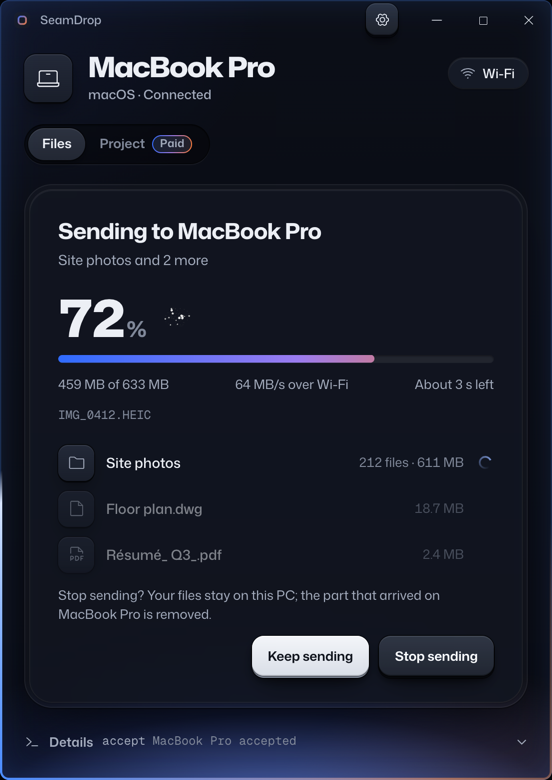 SeamDrop
MacBook Pro
macOS · Connected
Wi-Fi
Files
Project
Paid
Sending to MacBook Pro
Site photos and 2 more
72%
459 MB of 633 MB
64 MB/s over Wi-Fi
About 3 s left
IMG_0412.HEIC
Site photos
212 files · 611 MB
Floor plan.dwg
18.7 MB
PDF
Résumé_ Q3_.pdf
2.4 MB
Stop sending? Your files stay on this PC; the part that arrived on
MacBook Pro is removed.
Keep sending
Stop sending
Details accept MacBook Pro accepted